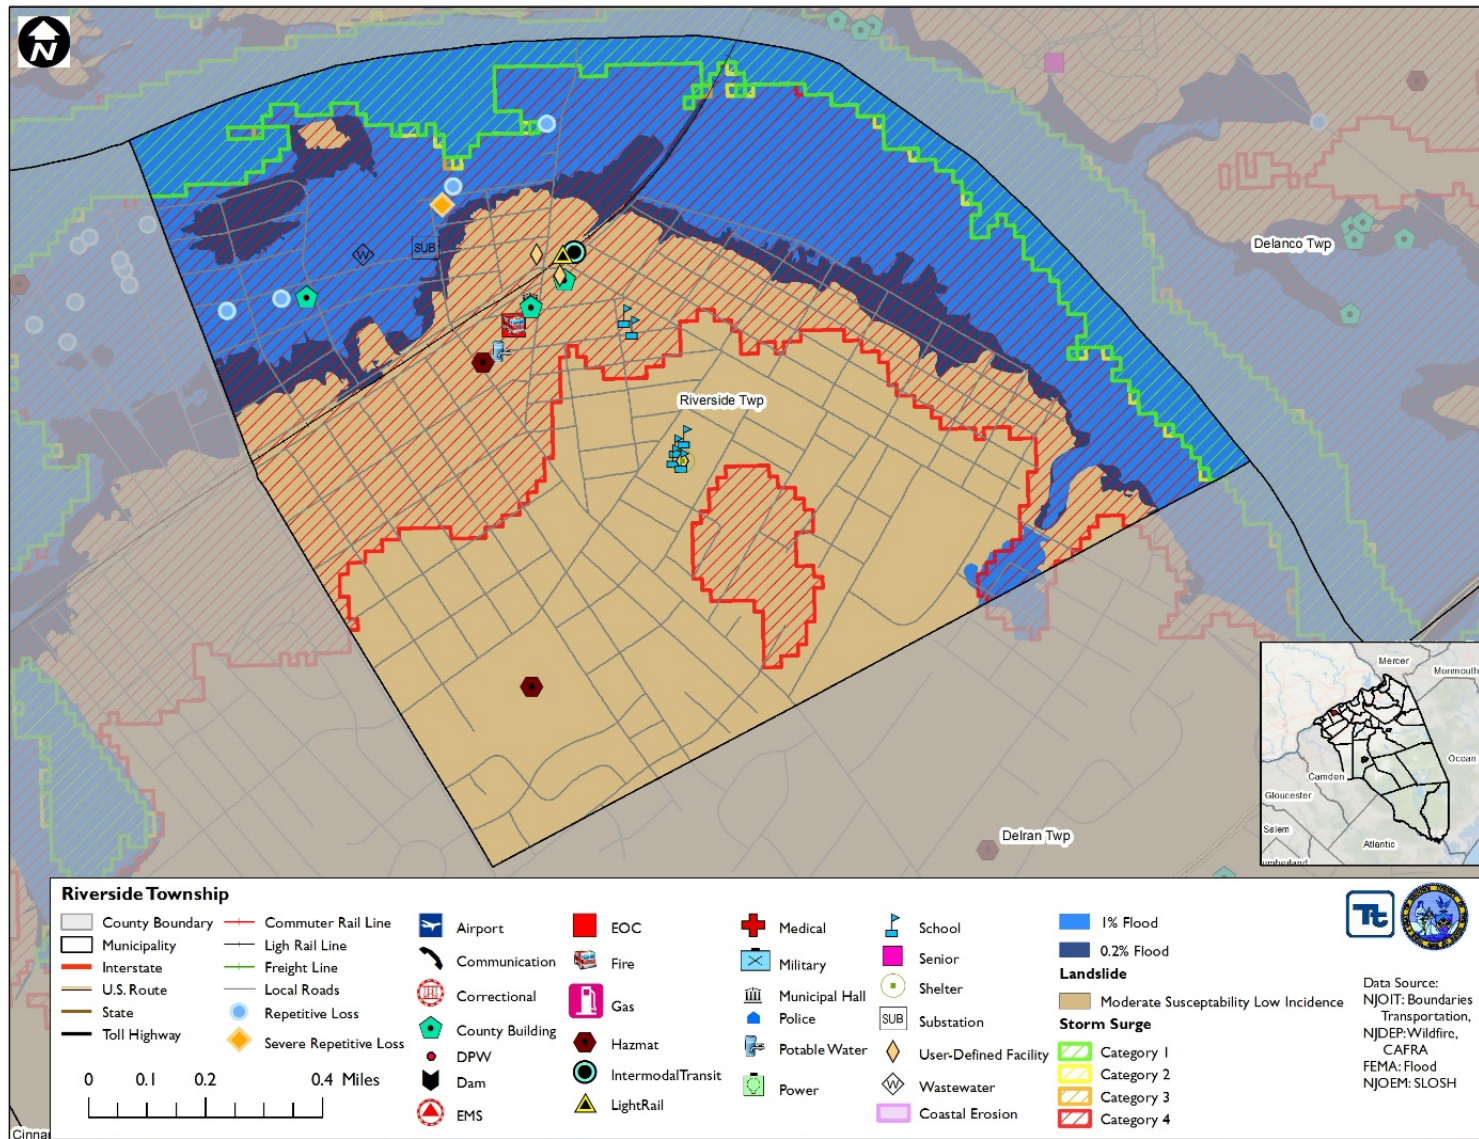 N
Delanco Twp
W
SUB
Riverside Twp
Delran Twp
Mercer
Monmouth
Ocean
Camden
Gloucester
Salem
Atlantic
umberland
Riverside Township
County Boundary
Municipality
Interstate
U.S. Route
State
Toll Highway
Commuter Rail Line
Ligh Rail Line
Freight Line
Local Roads
Repetitive Loss
Severe Repetitive Loss
0 0.1 0.2 0.4 Miles
Airport
Communication
Correctional
County Building
DPW
Dam
EMS
EOC
Fire
Gas
Hazmat
IntermodalTransit
LightRail
Medical
Military
Municipal Hall
Police
Potable Water
Power
School
Senior
Shelter
SUB Substation
User-Defined Facility
W Wastewater
Coastal Erosion
1% Flood
0.2% Flood
Landslide
Moderate Susceptability Low Incidence
Storm Surge
Category 1
Category 2
Category 3
Category 4
Tt
Data Source:
NJOIT: Boundaries
Transportation,
NJDEP: Wildfire,
CAFRA
FEMA: Flood
NJOEM: SLOSH
Cinnar